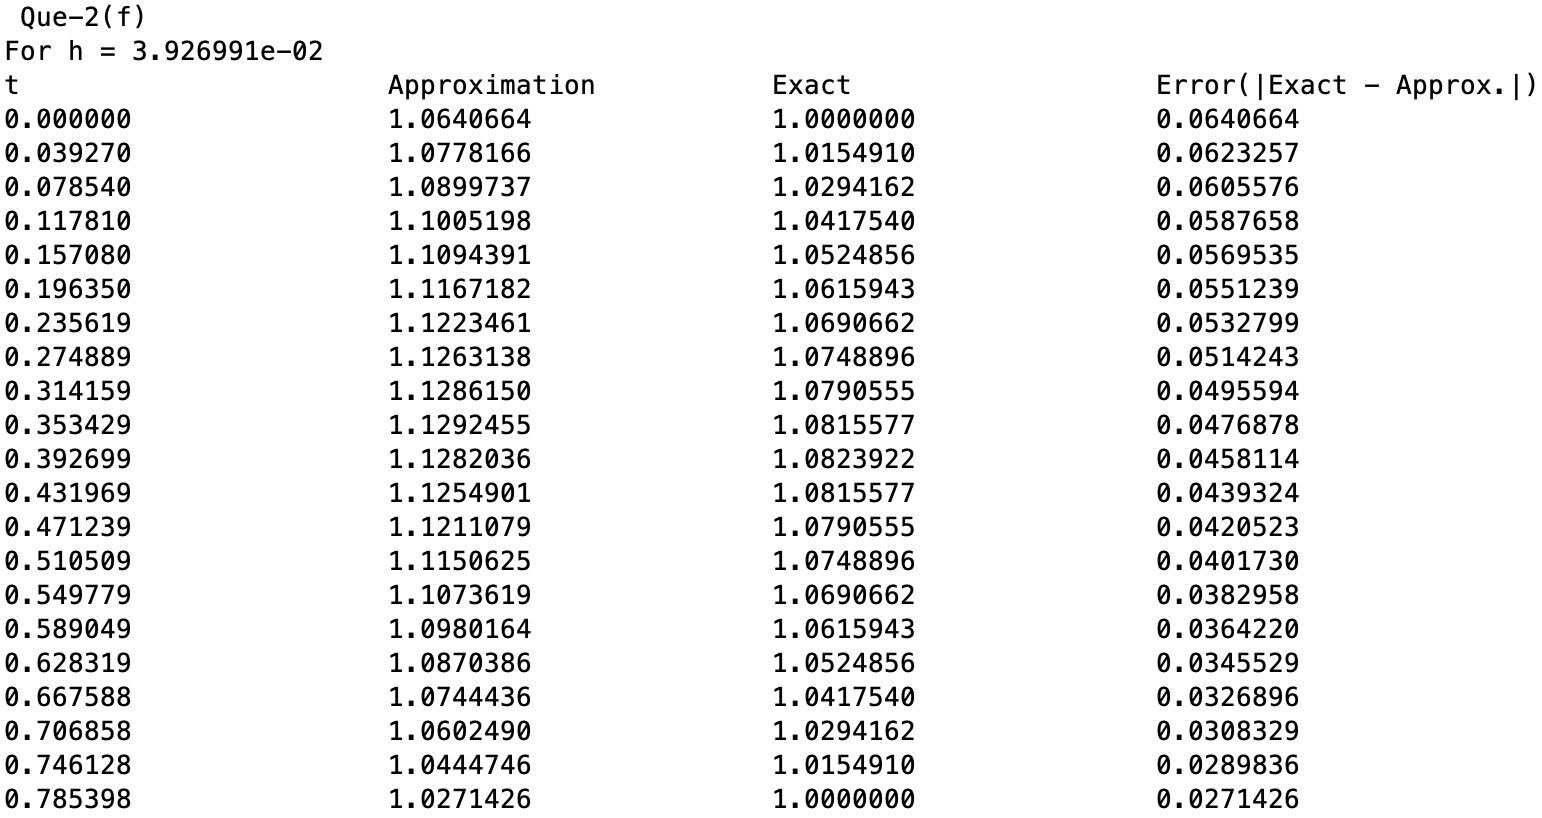 Que-2(f)
For h = 3.926991e-02
t Approximation Exact Error(|Exact - Approx.|)
0.000000 1.0640664 1.0000000 0.0640664
0.039270 1.0778166 1.0154910 0.0623257
0.078540 1.0899737 1.0294162 0.0605576
0.117810 1.1005198 1.0417540 0.0587658
0.157080 1.1094391 1.0524856 0.0569535
0.196350 1.1167182 1.0615943 0.0551239
0.235619 1.1223461 1.0690662 0.0532799
0.274889 1.1263138 1.0748896 0.0514243
0.314159 1.1286150 1.0790555 0.0495594
0.353429 1.1292455 1.0815577 0.0476878
0.392699 1.1282036 1.0823922 0.0458114
0.431969 1.1254901 1.0815577 0.0439324
0.471239 1.1211079 1.0790555 0.0420523
0.510509 1.1150625 1.0748896 0.0401730
0.549779 1.1073619 1.0690662 0.0382958
0.589049 1.0980164 1.0615943 0.0364220
0.628319 1.0870386 1.0524856 0.0345529
0.667588 1.0744436 1.0417540 0.0326896
0.706858 1.0602490 1.0294162 0.0308329
0.746128 1.0444746 1.0154910 0.0289836
0.785398 1.0271426 1.0000000 0.0271426